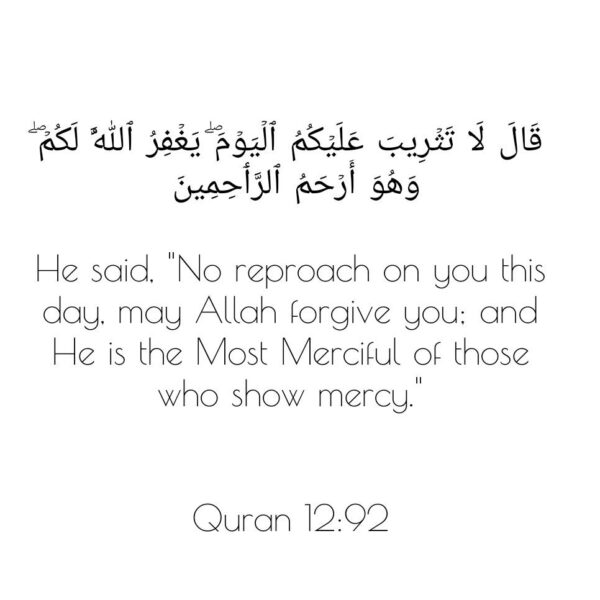 قَالَ لَا تَثْرِيبَ عَلَيْكُمُ ٱلْيَوْمَ ۖ يَغْفِرُ ٱللَّهُ لَكُمْ ۖ
وَهُوَ أَرْحَمُ ٱلرَّٰحِمِينَ
He said, "No reproach on you this
day, may Allah forgive you; and
He is the Most Merciful of those
who show mercy."
Quran 12:92